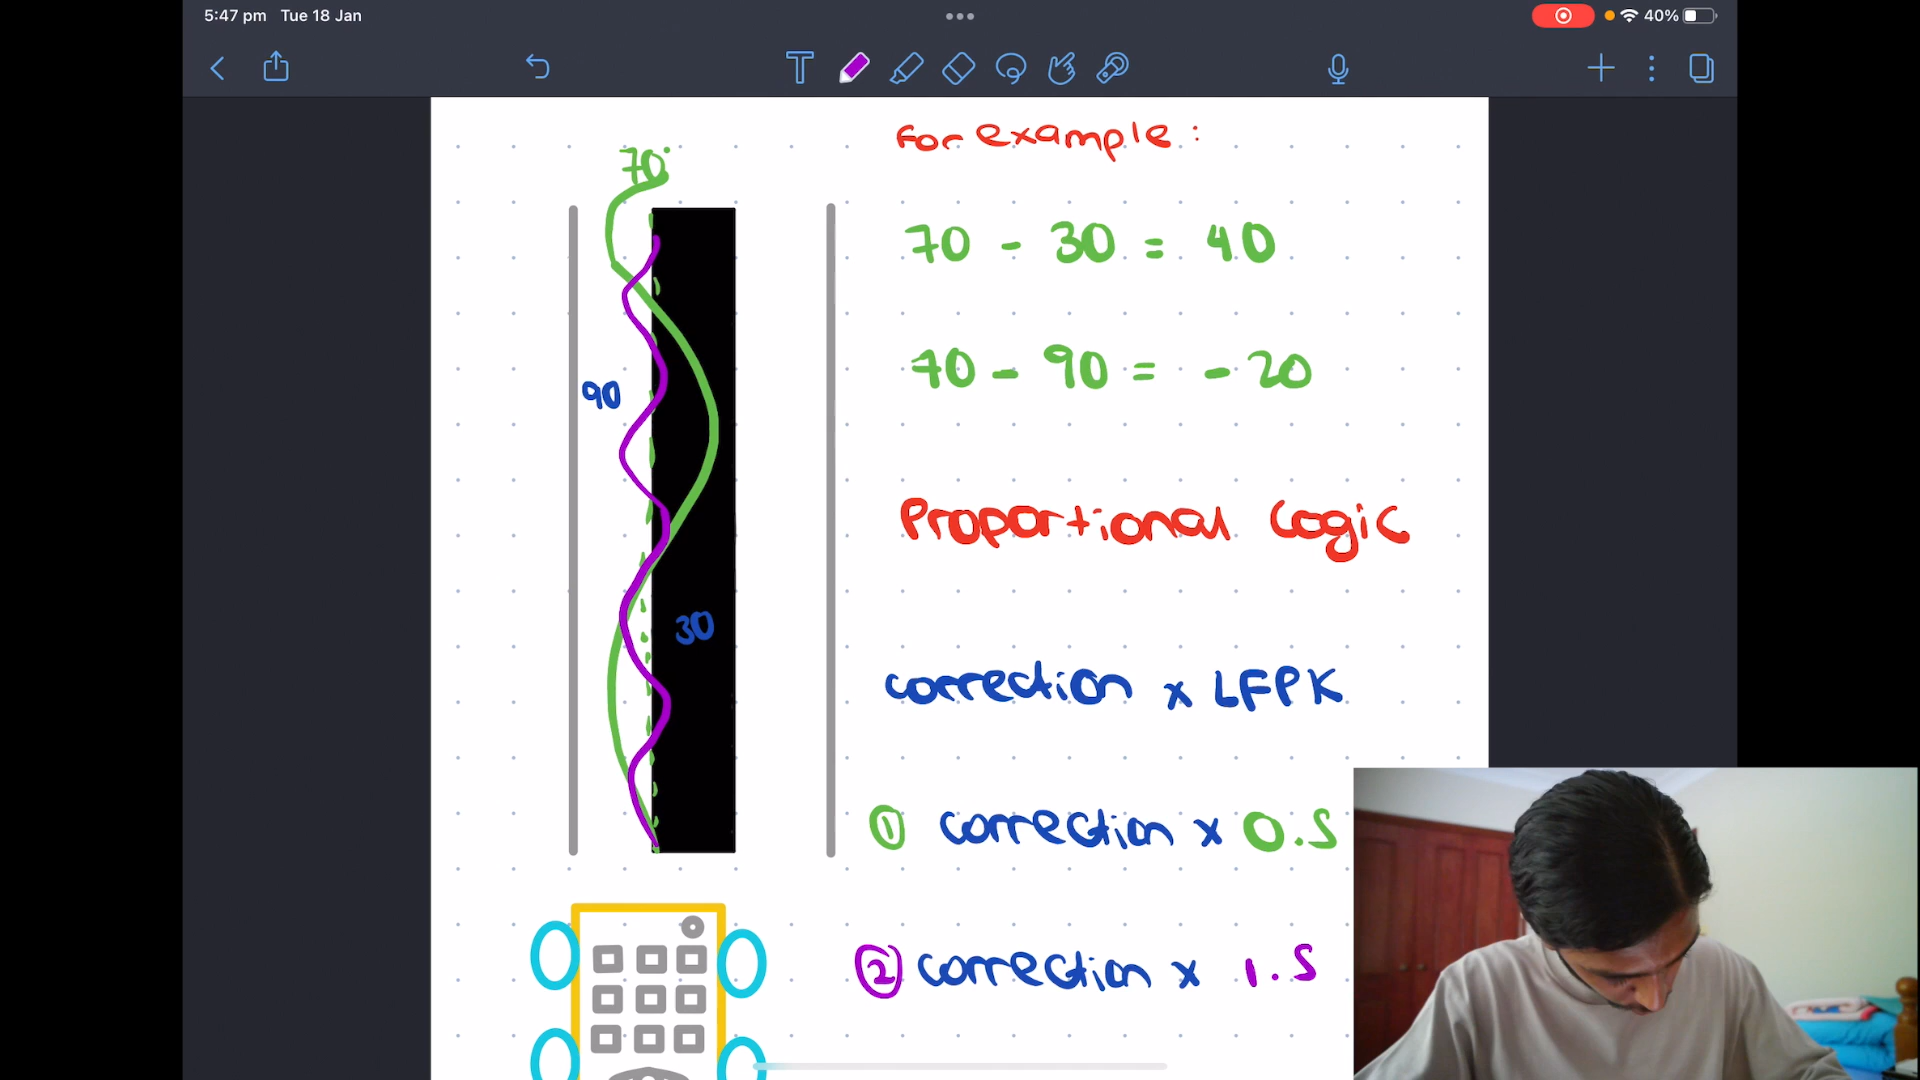 5:47 pm Tue 18 Jan
40%
For example:
70°
70 - 30 = 40
70 - 90 = -20
90
Proportional Logic
30
correction x LFPK
① correction x 0.5
② correction x 1.5